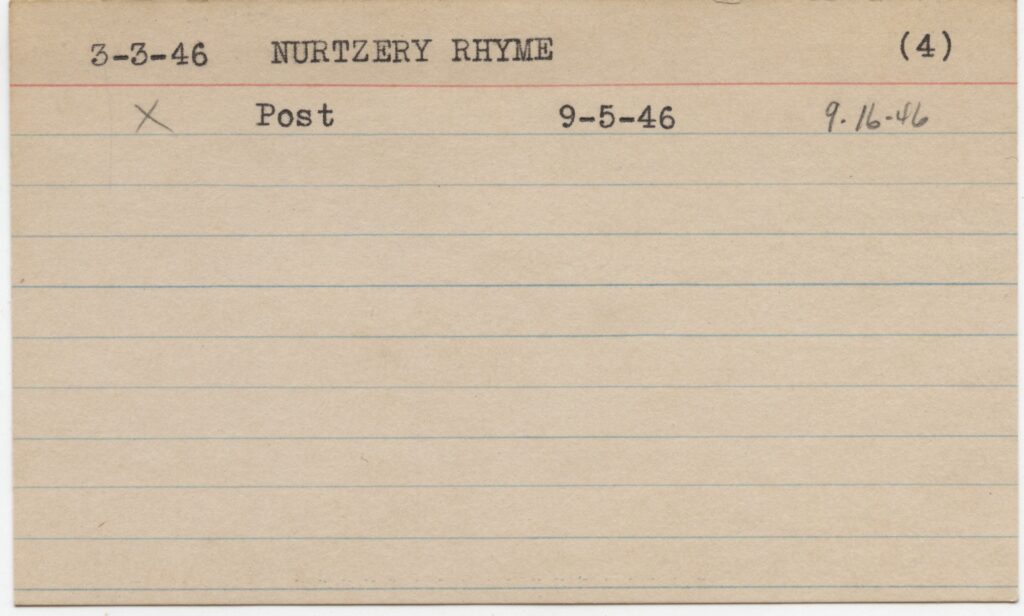 3-3-46 NURTZERY RHYME (4)
X Post 9-5-46 9-16-46